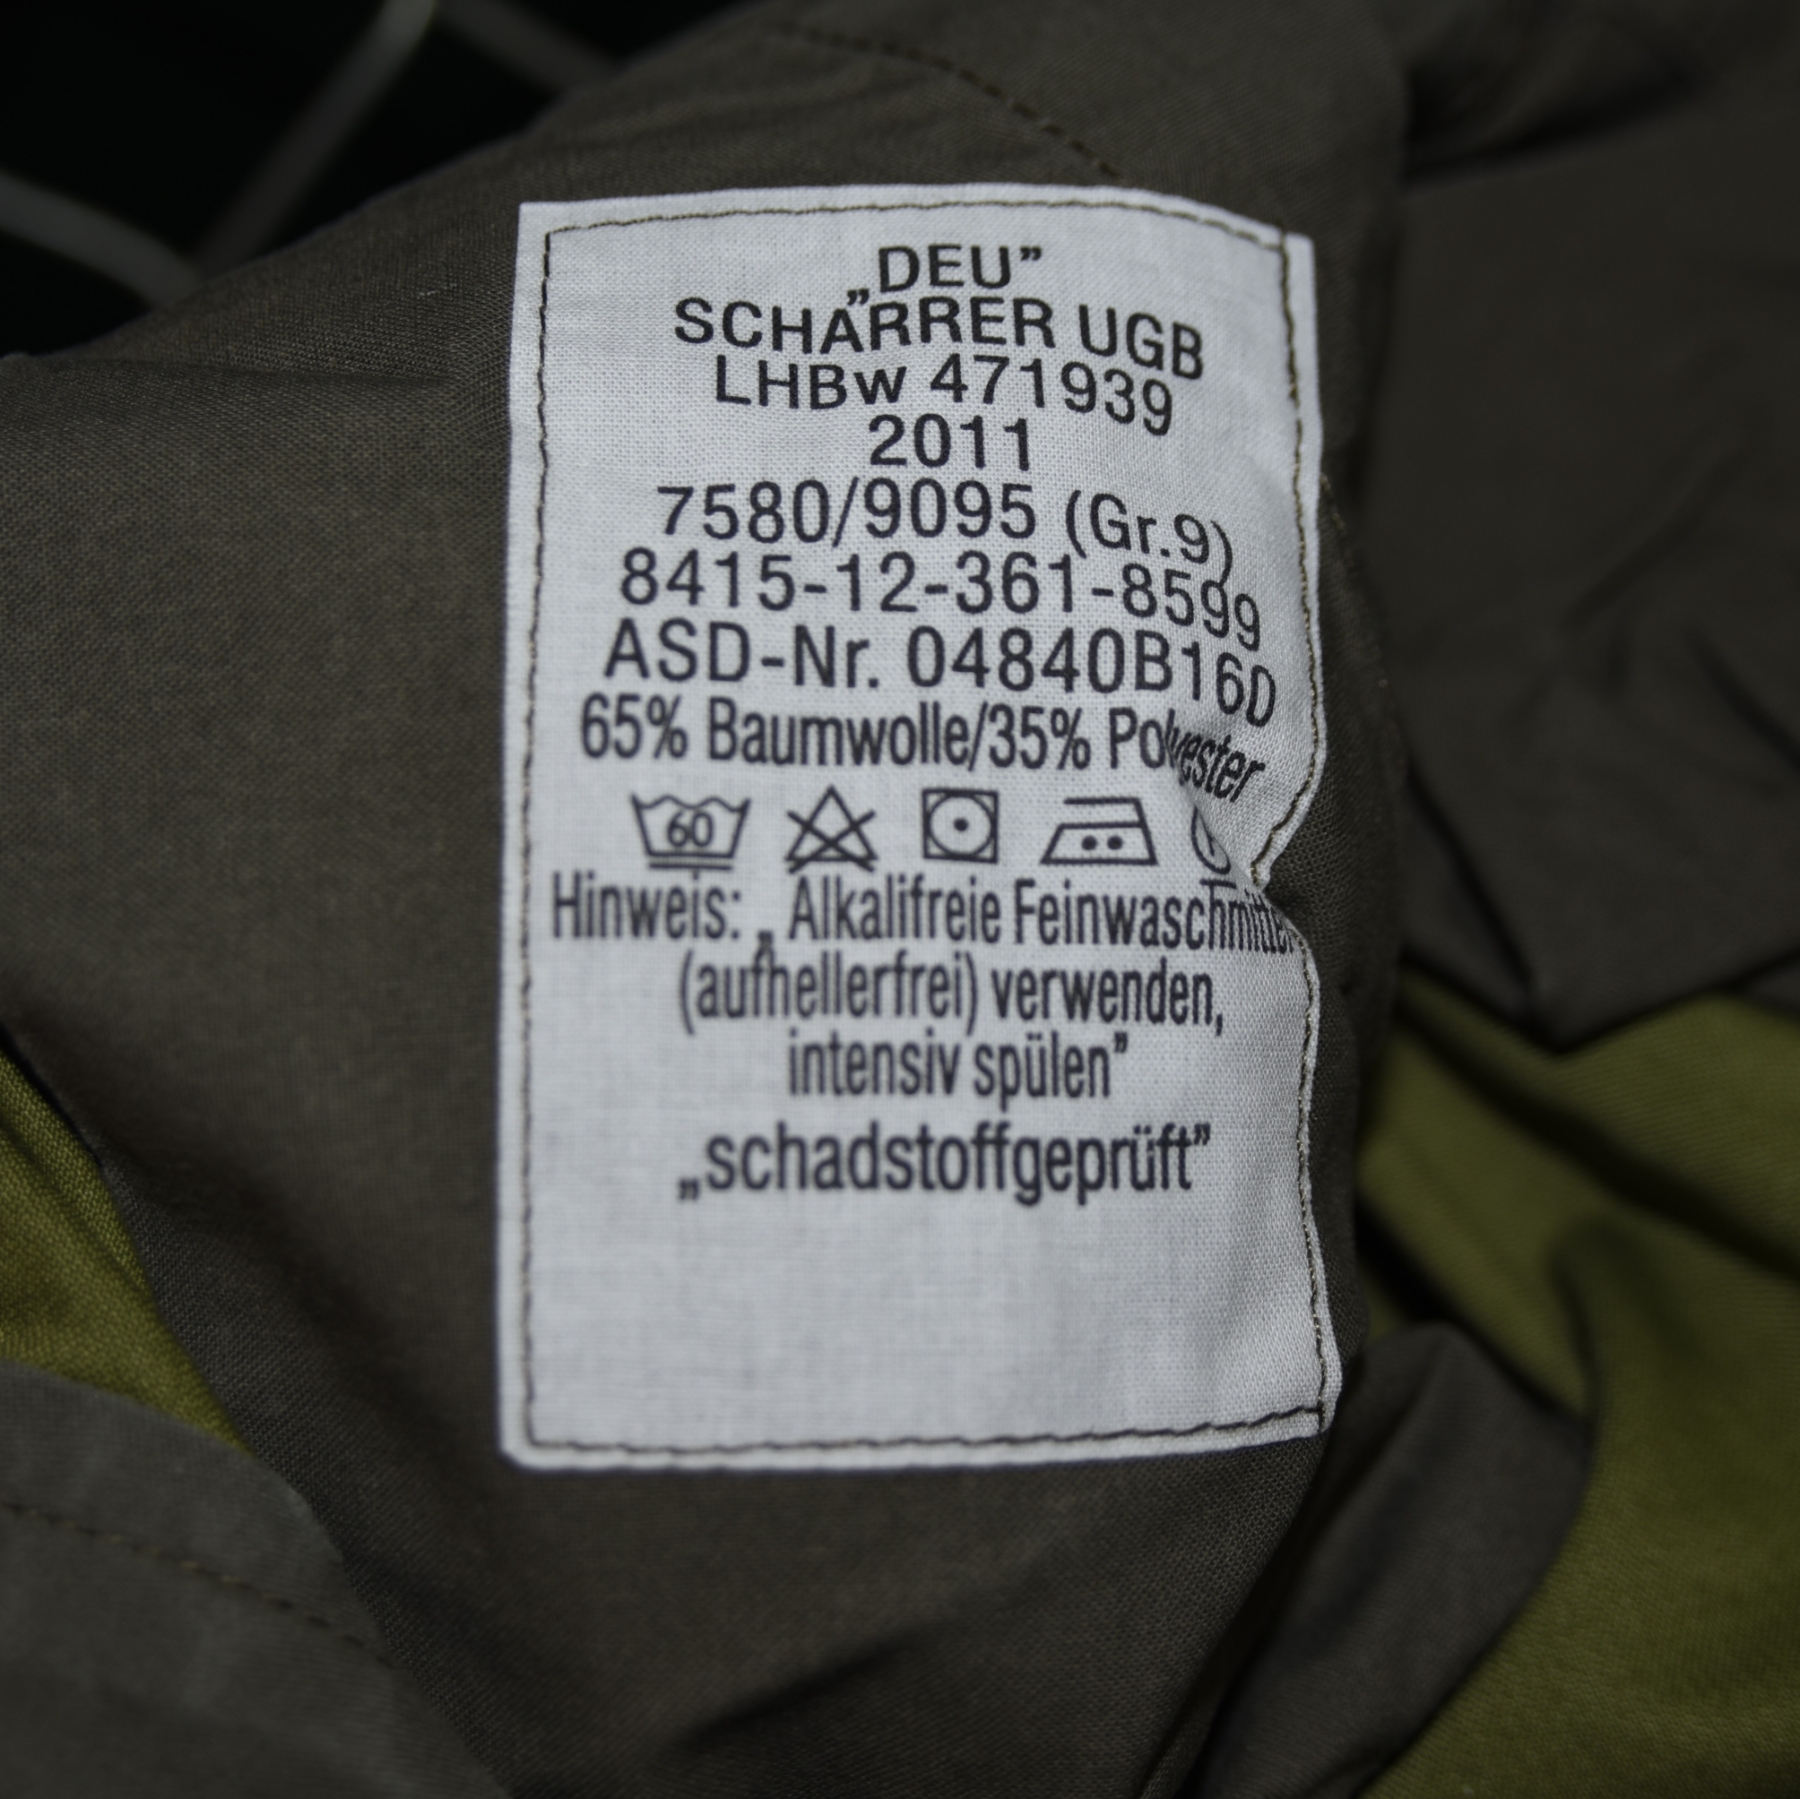 „DEU”
SCHÄRRER UGB
LHBw 471939
2011
7580/9095 (Gr.9)
8415-12-361-8599
ASD-Nr. 04840B16D
65% Baumwolle/35% Polyester
60
Hinweis: „Alkalifreie Feinwaschmittel
(aufhellerfrei) verwenden,
intensiv spülen”
„schadstoffgeprüft”